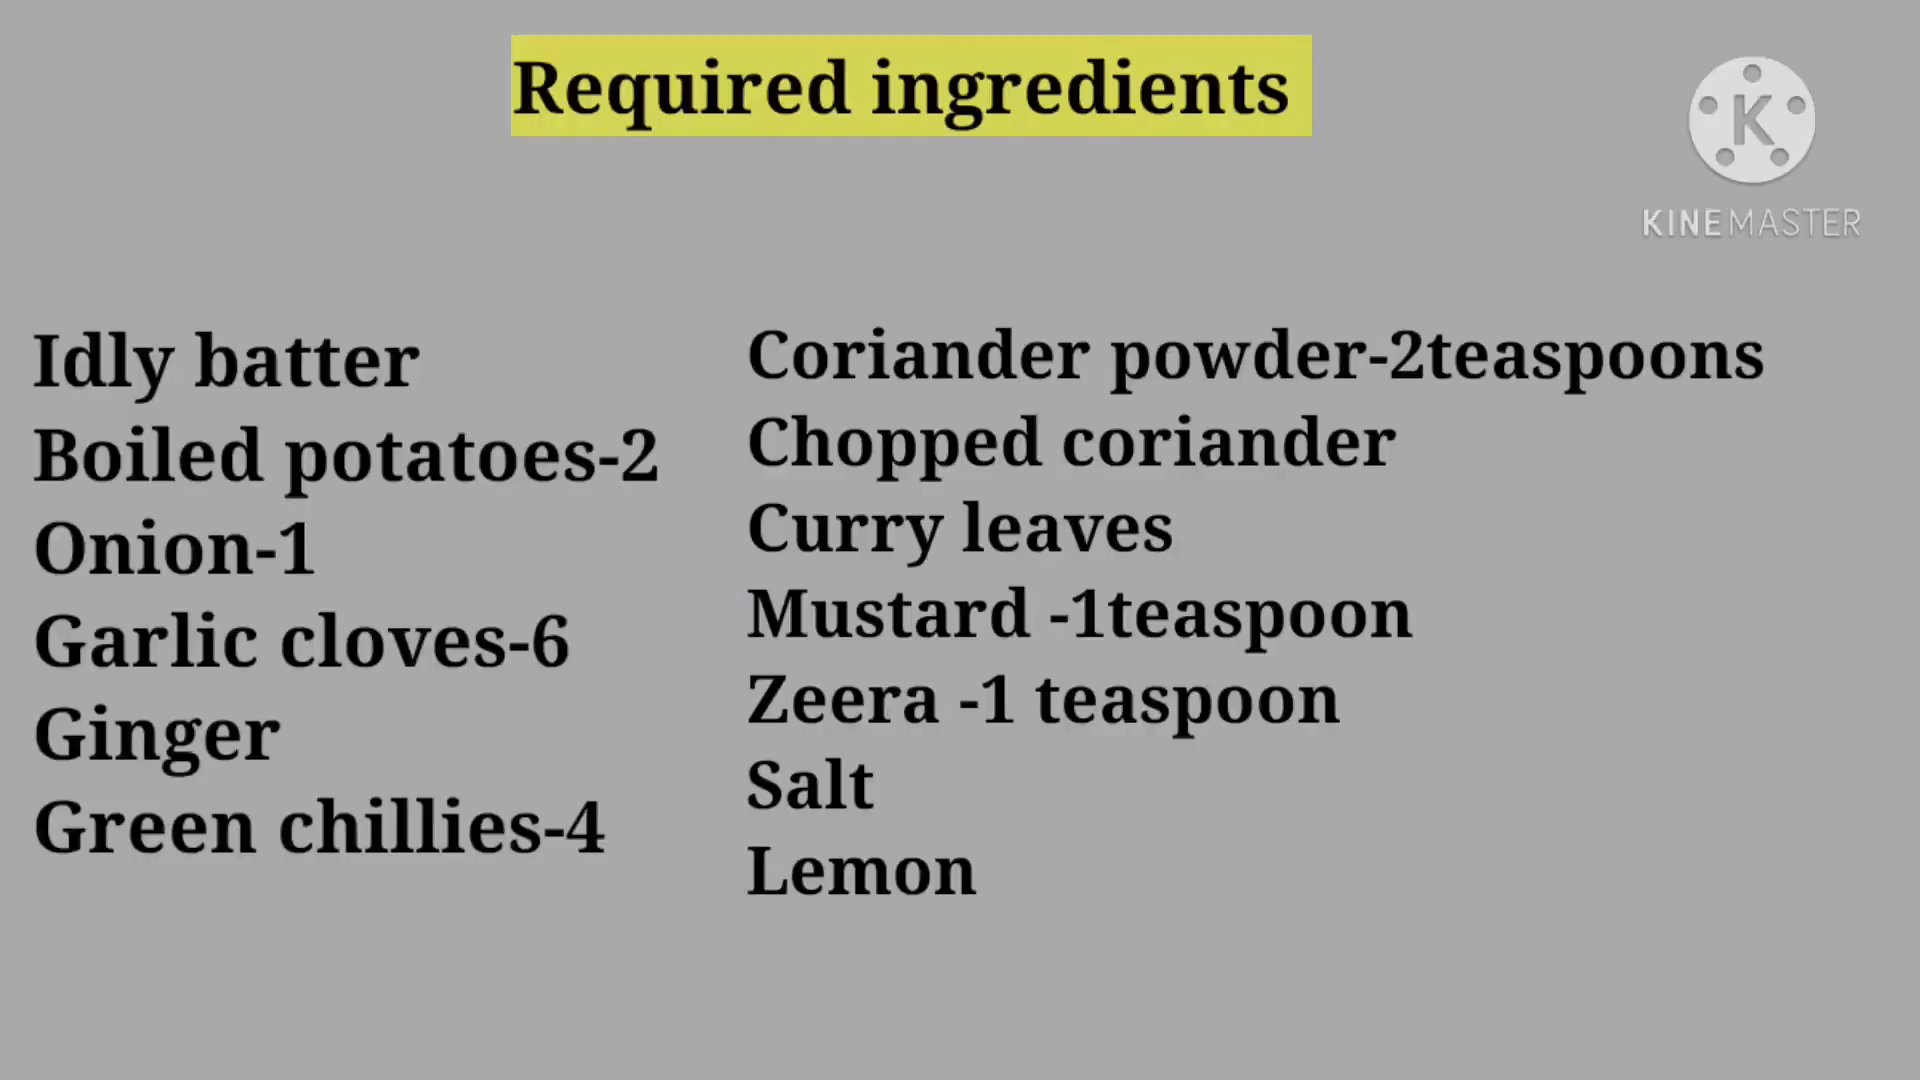 Required ingredients
KINEMASTER
Idly batter
Boiled potatoes-2
Onion-1
Garlic cloves-6
Ginger
Green chillies-4
Coriander powder-2teaspoons
Chopped coriander
Curry leaves
Mustard -1teaspoon
Zeera -1 teaspoon
Salt
Lemon